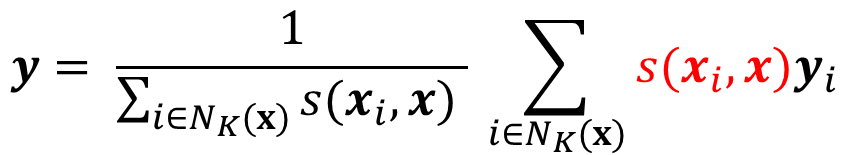 𝒚 = 1 / ∑_{i∈N_K(𝐱)} s(𝒙_i, 𝒙) ∑_{i∈N_K(𝐱)} s(𝒙_i, 𝒙)𝒚_i